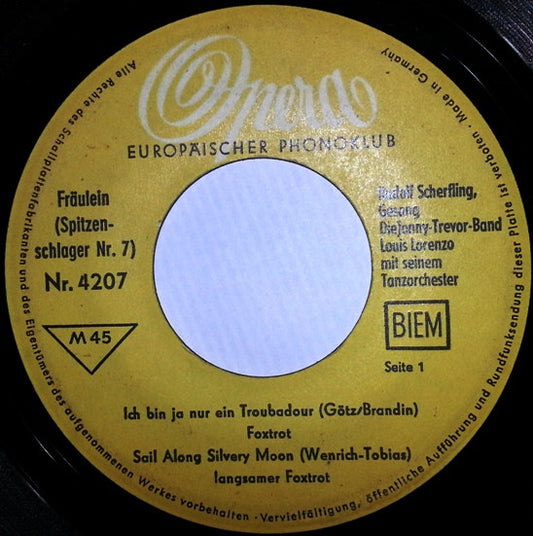 Opera
EUROPÄISCHER PHONOKLUB
Fräulein
(Spitzen-
schlager Nr. 7)
Nr. 4207
M 45
Rudolf Scherfling,
Gesang
DieJonny-Trevor-Band
Louis Lorenzo
mit seinem
Tanzorchester
BIEM
Seite 1
Ich bin ja nur ein Troubadour (Götz/Brandin)
Foxtrot
Sail Along Silvery Moon (Wenrich-Tobias)
langsamer Foxtrot
Alle Rechte des Schallplattenfabrikanten und des Eigentümers des aufgenommenen Werkes vorbehalten · Vervielfältigung, öffentliche Aufführung und Rundfunksendung dieser Platte ist verboten · Made in Germany